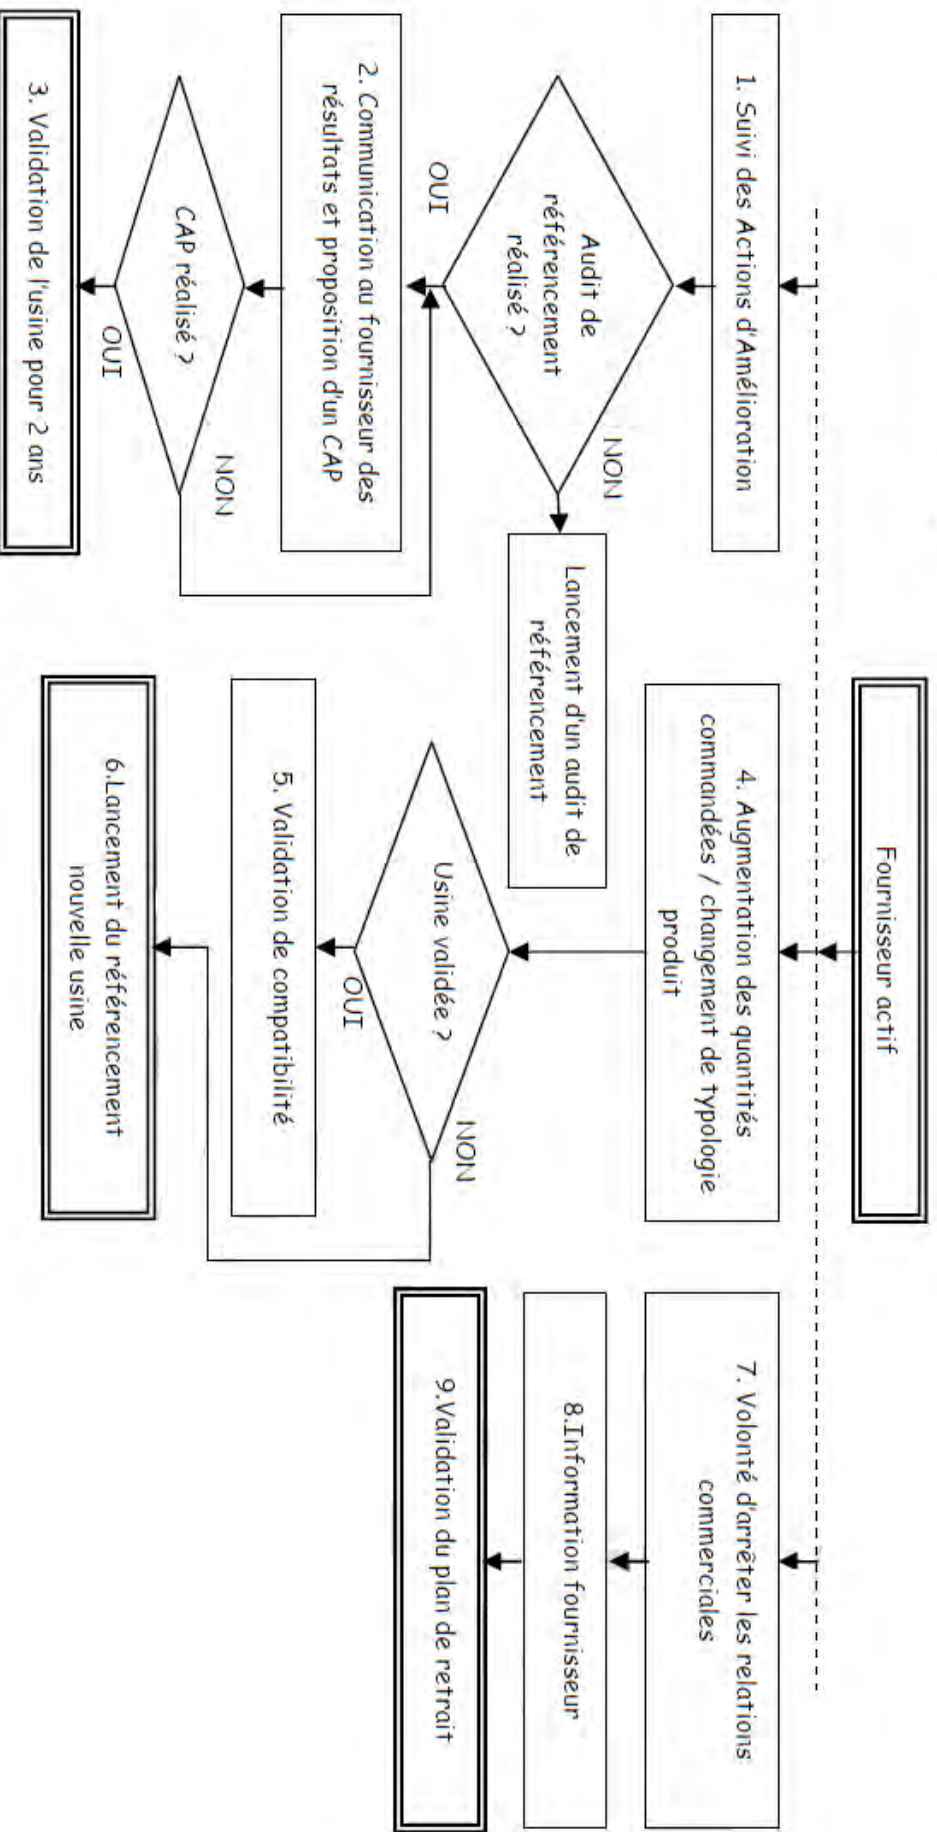 Fournisseur actif
1. Suivi des Actions d'Amélioration
Audit de
référencement
réalisé ?
NON
OUI
Lancement d'un audit de
référencement
2. Communication au fournisseur des
résultats et proposition d'un CAP
CAP réalisé ?
NON
OUI
3. Validation de l'usine pour 2 ans
4. Augmentation des quantités
commandées / changement de typologie
produit
Usine validée ?
NON
OUI
5. Validation de compatibilité
6.Lancement du référencement
nouvelle usine
7. Volonté d'arrêter les relations
commerciales
8.Information fournisseur
9.Validation du plan de retrait